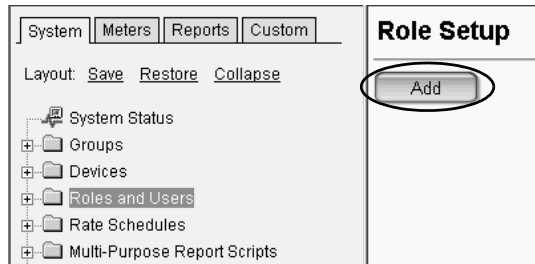 System Meters Reports Custom
Layout: Save Restore Collapse
System Status
Groups
Devices
Roles and Users
Rate Schedules
Multi-Purpose Report Scripts
Role Setup
Add